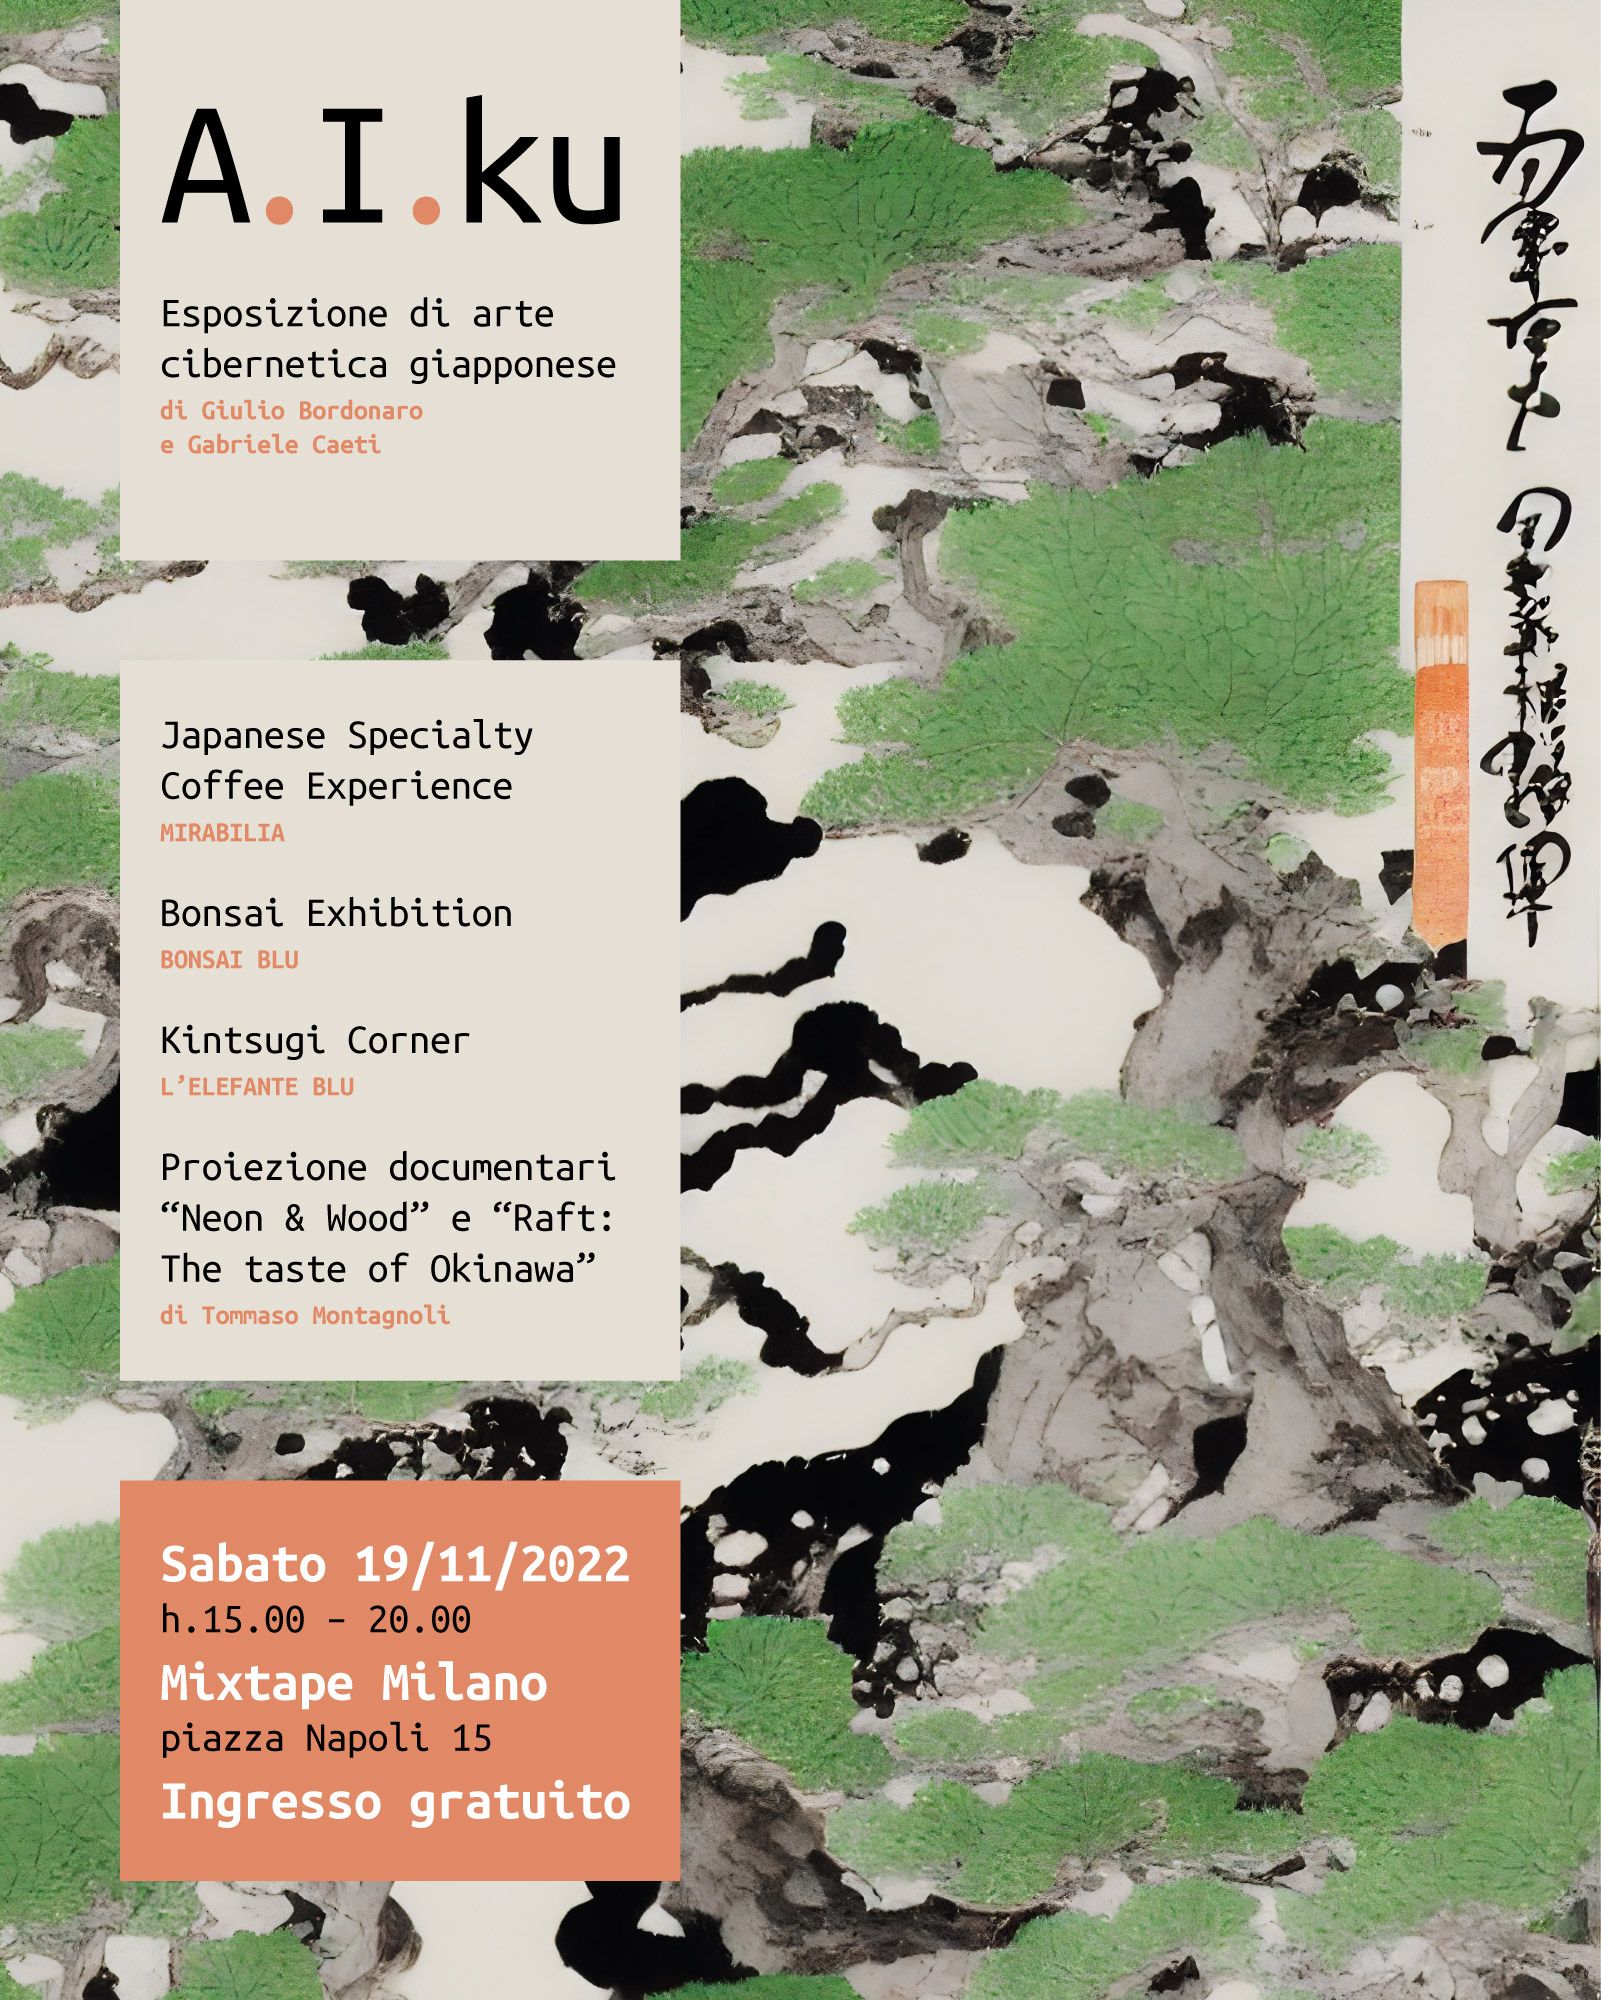 A.I.ku
Esposizione di arte
cibernetica giapponese
di Giulio Bordonaro
e Gabriele Caeti
Japanese Specialty
Coffee Experience
MIRABILIA
Bonsai Exhibition
BONSAI BLU
Kintsugi Corner
L’ELEFANTE BLU
Proiezione documentari
“Neon & Wood” e “Raft:
The taste of Okinawa”
di Tommaso Montagnoli
Sabato 19/11/2022
h.15.00 – 20.00
Mixtape Milano
piazza Napoli 15
Ingresso gratuito